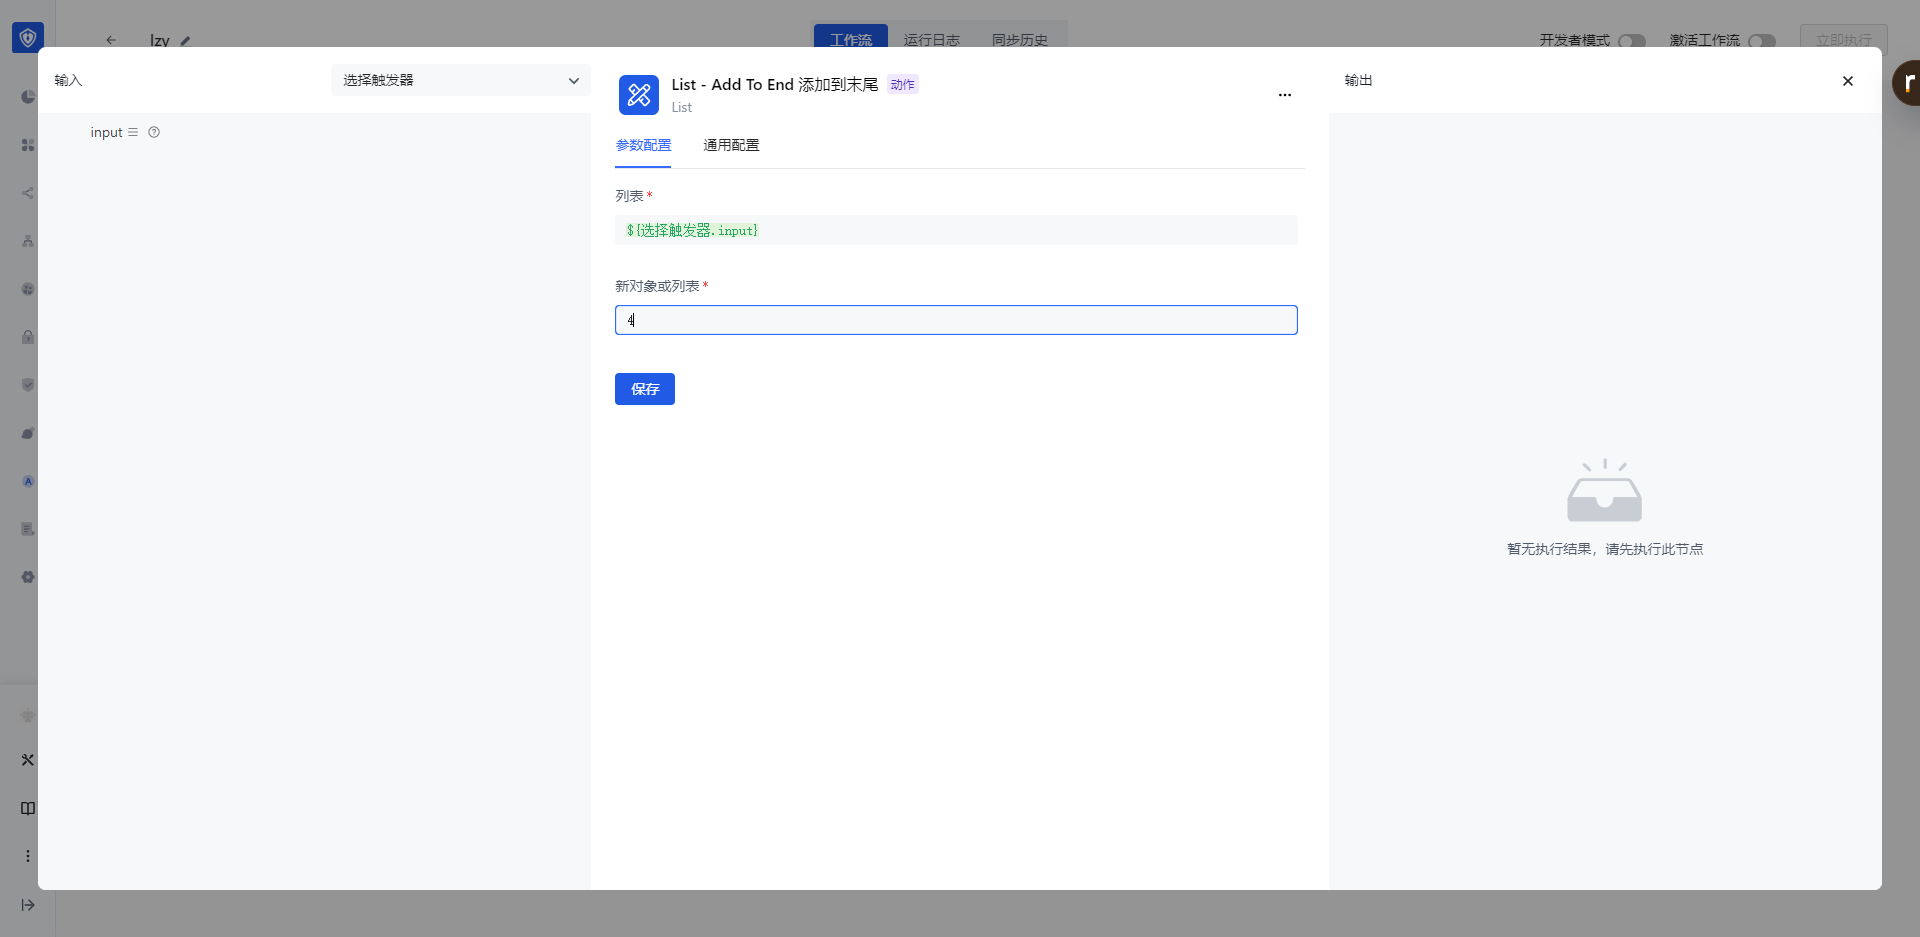 lzy
工作流 运行日志 同步历史
开发者模式 激活工作流 立即执行
输入
选择触发器
input
List - Add To End 添加到末尾 动作
List
参数配置 通用配置
列表*
${选择触发器.input}
新对象或列表*
4
保存
输出
暂无执行结果，请先执行此节点
A
r